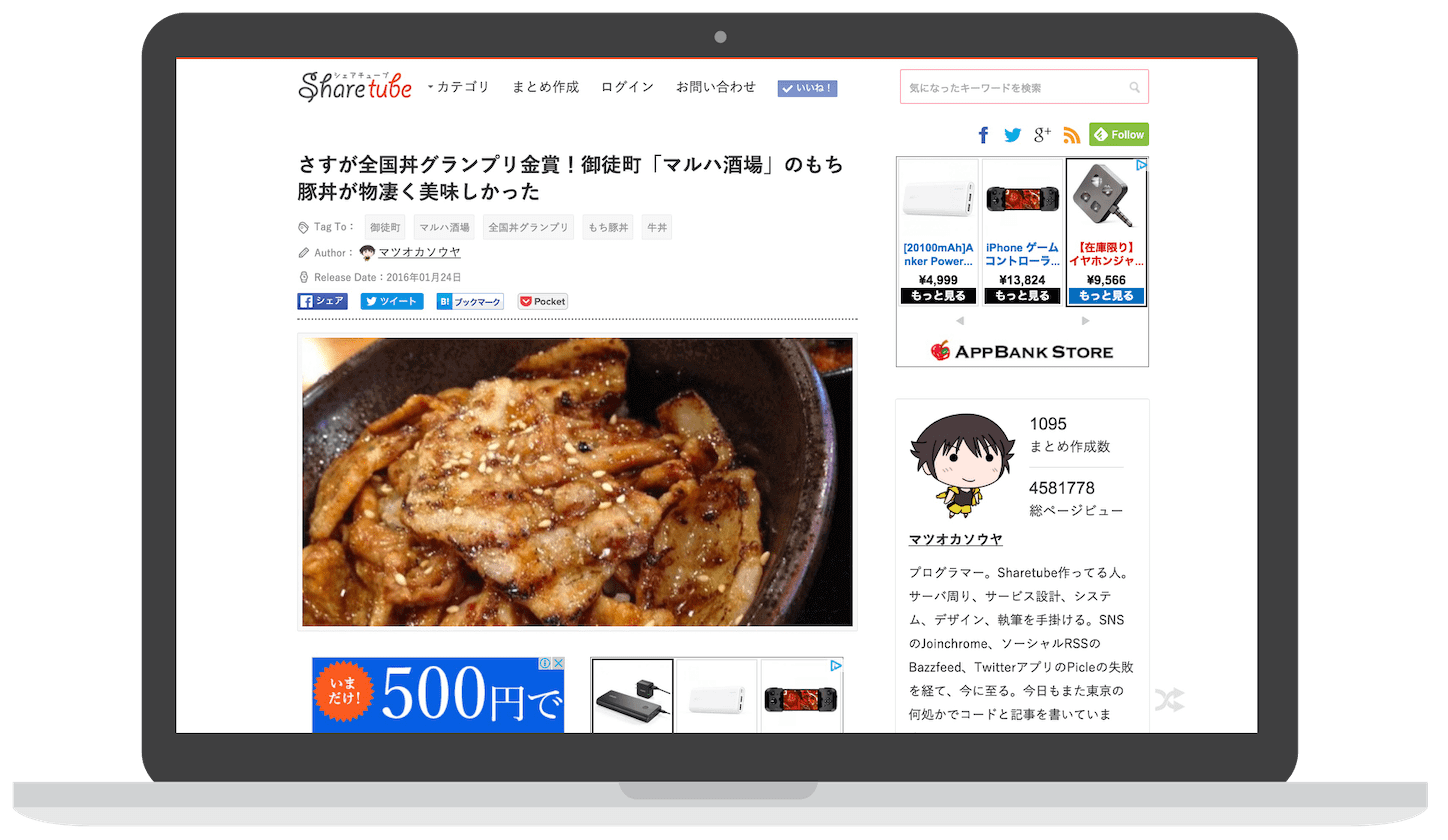 シェアチューブ
Sharetube
カテゴリ まとめ作成 ログイン お問い合わせ いいね！
気になったキーワードを検索
g+ Follow
さすが全国丼グランプリ金賞！御徒町「マルハ酒場」のもち
豚丼が物凄く美味しかった
Tag To： 御徒町 マルハ酒場 全国丼グランプリ もち豚丼 牛丼
Author： マツオカソウヤ
Release Date：2016年01月24日
シェア ツイート B! ブックマーク Pocket
[20100mAh]A
nker Power...
¥4,999
もっと見る
iPhone ゲーム
コントローラ...
¥13,824
もっと見る
【在庫限り】
イヤホンジャ...
¥9,566
もっと見る
APPBANK STORE
1095
まとめ作成数
4581778
総ページビュー
マツオカソウヤ
プログラマー。Sharetube作ってる人。
サーバ周り、サービス設計、システ
ム、デザイン、執筆を手掛ける。SNS
のJoinchrome、ソーシャルRSSの
Bazzfeed、TwitterアプリのPicleの失敗
を経て、今に至る。今日もまた東京の
何処かでコードと記事を書いていま
いま
だけ!
500円で